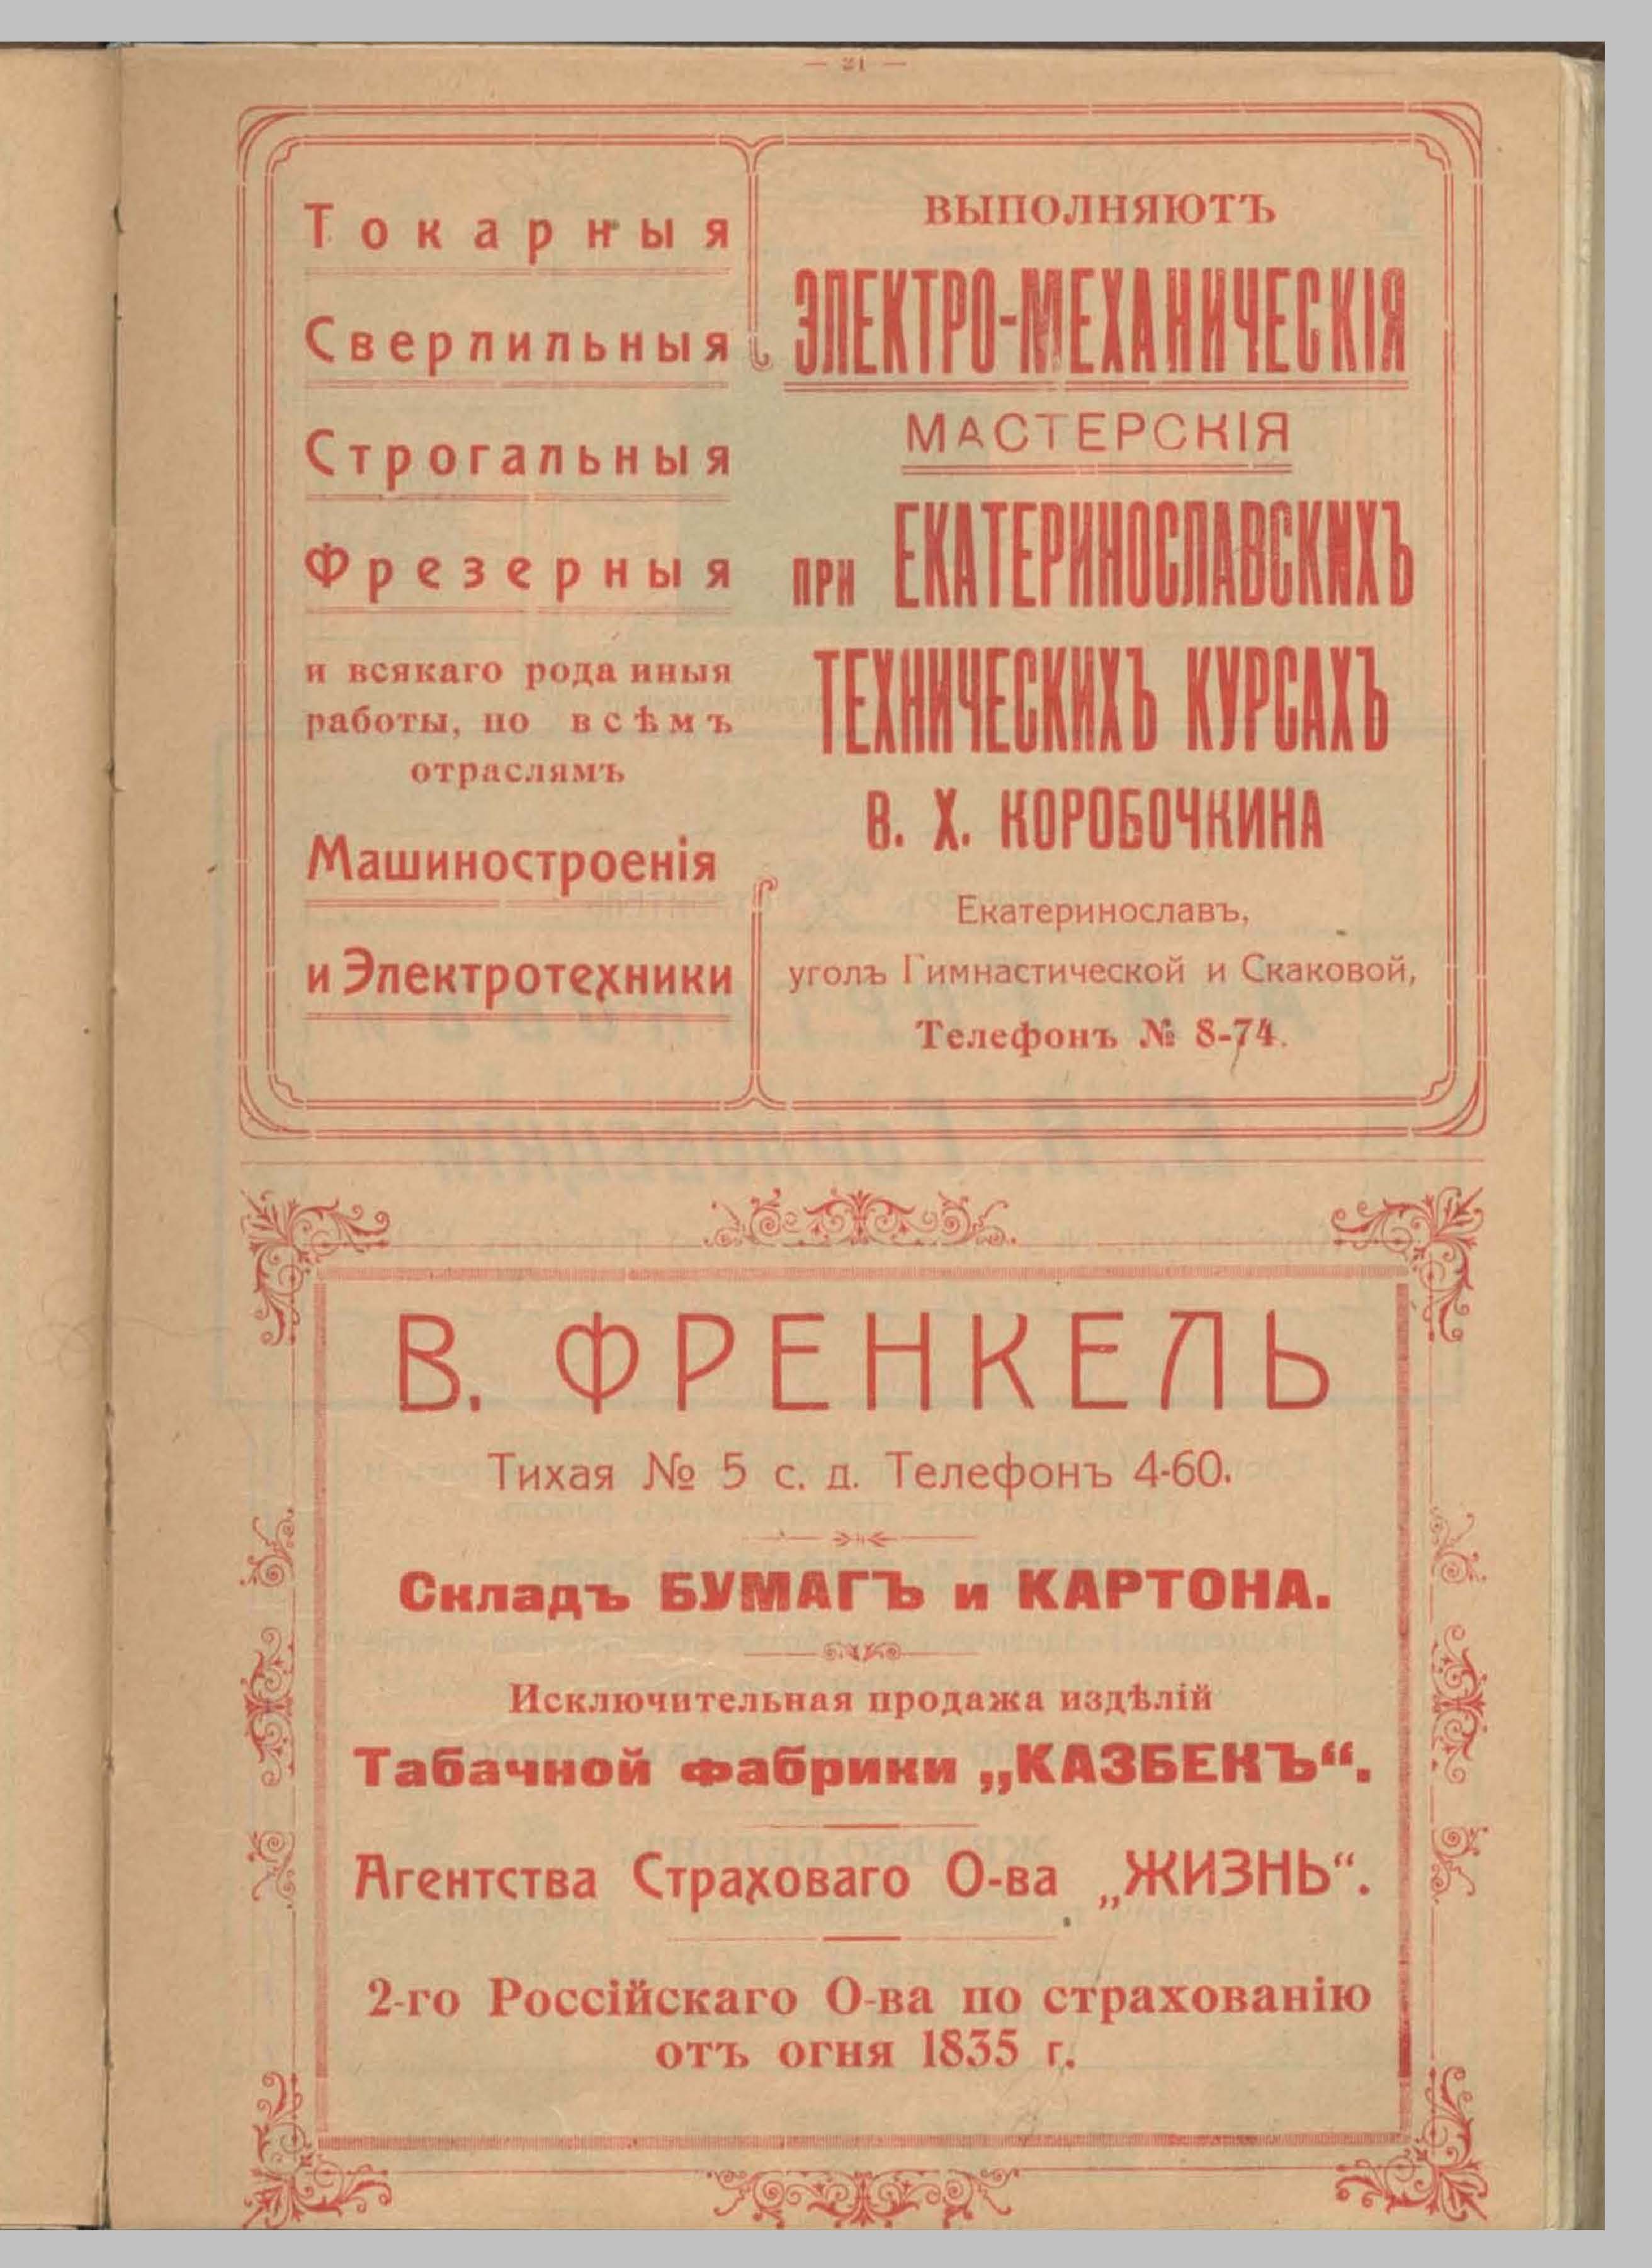 — 21 —
Токарныя
Сверлильныя
Строгальныя
Фрезерныя
и всякаго рода иныя
работы, по всѣмъ
отраслямъ
Машиностроенія
и Электротехники
ВЫПОЛНЯЮТЪ
ЭЛЕКТРО-МЕХАНИЧЕСКІЯ
МАСТЕРСКІЯ
ПРИ ЕКАТЕРИНОСЛАВСКИХЪ
ТЕХНИЧЕСКИХЪ КУРСАХЪ
В. Х. КОРОБОЧКИНА
Екатеринославъ,
уголъ Гимнастической и Скаковой,
Телефонъ № 8-74.
В. ФРЕНКЕЛЬ
Тихая № 5 с. д. Телефонъ 4-60.
Складъ БУМАГЪ и КАРТОНА.
Исключительная продажа издѣлій
Табачной фабрики „КАЗБЕКЪ“.
Агентства Страховаго О-ва „ЖИЗНЬ“.
2-го Россійскаго О-ва по страхованію
отъ огня 1835 г.